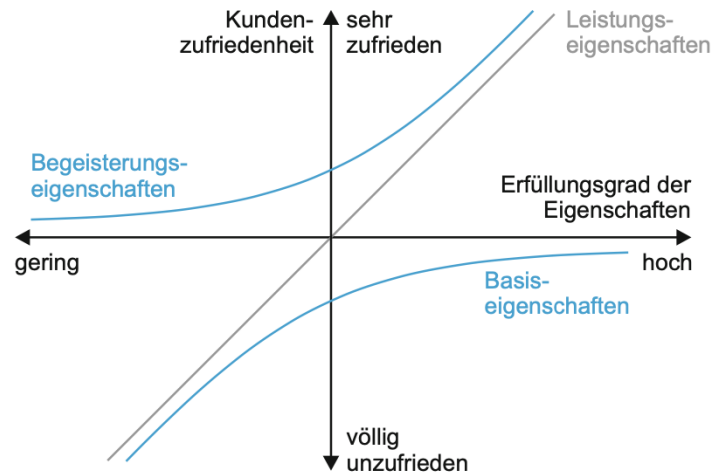 Kunden-
zufriedenheit
sehr
zufrieden
Leistungs-
eigenschaften
Begeisterungs-
eigenschaften
Erfüllungsgrad der
Eigenschaften
gering
hoch
Basis-
eigenschaften
völlig
unzufrieden